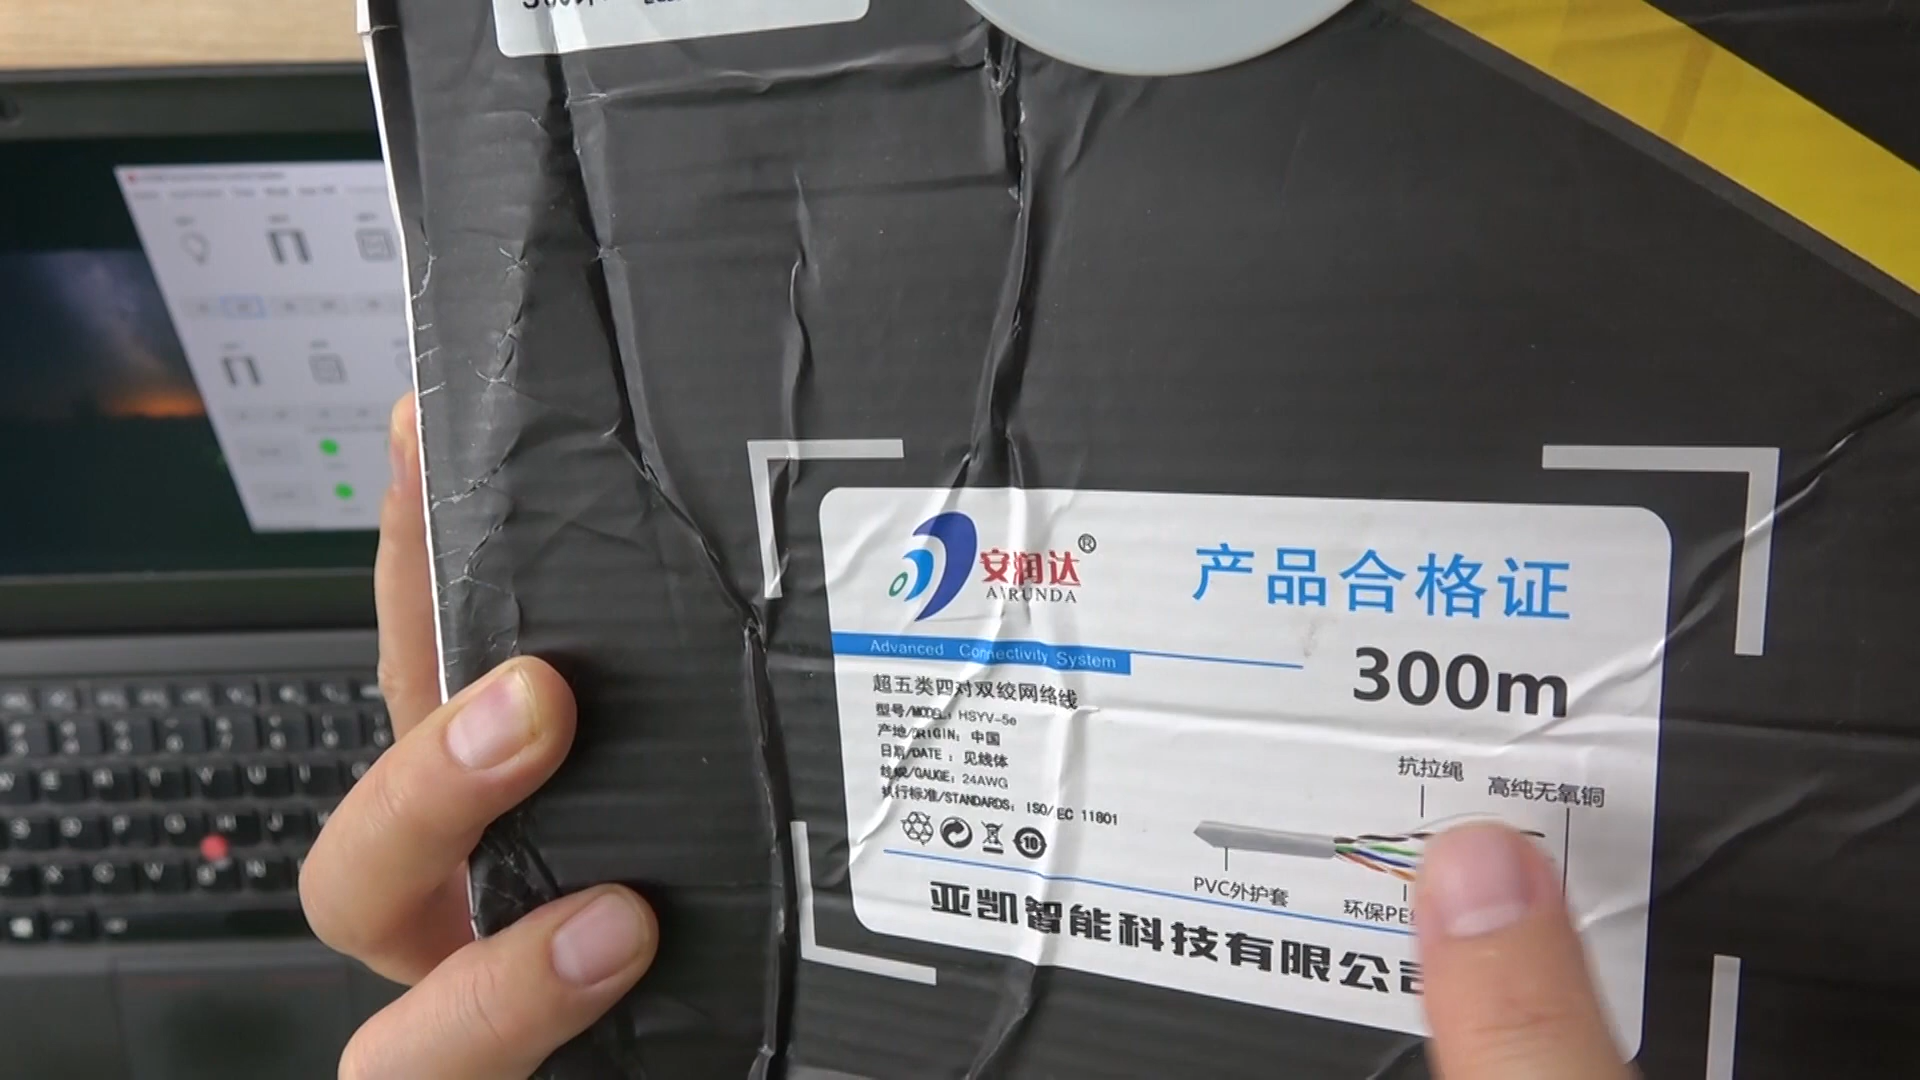 安润达®
AIRUNDA
产品合格证
300m
Advanced Connectivity System
超五类四对双绞网络线
型号/MODEL: HSYV-5e
产地/ORIGIN: 中国
日期/DATE : 见线体
线规/GAUGE: 24AWG
执行标准/STANDARDS: ISO/IEC 11801
10
抗拉绳
高纯无氧铜
PVC外护套
环保PE
亚凯智能科技有限公司